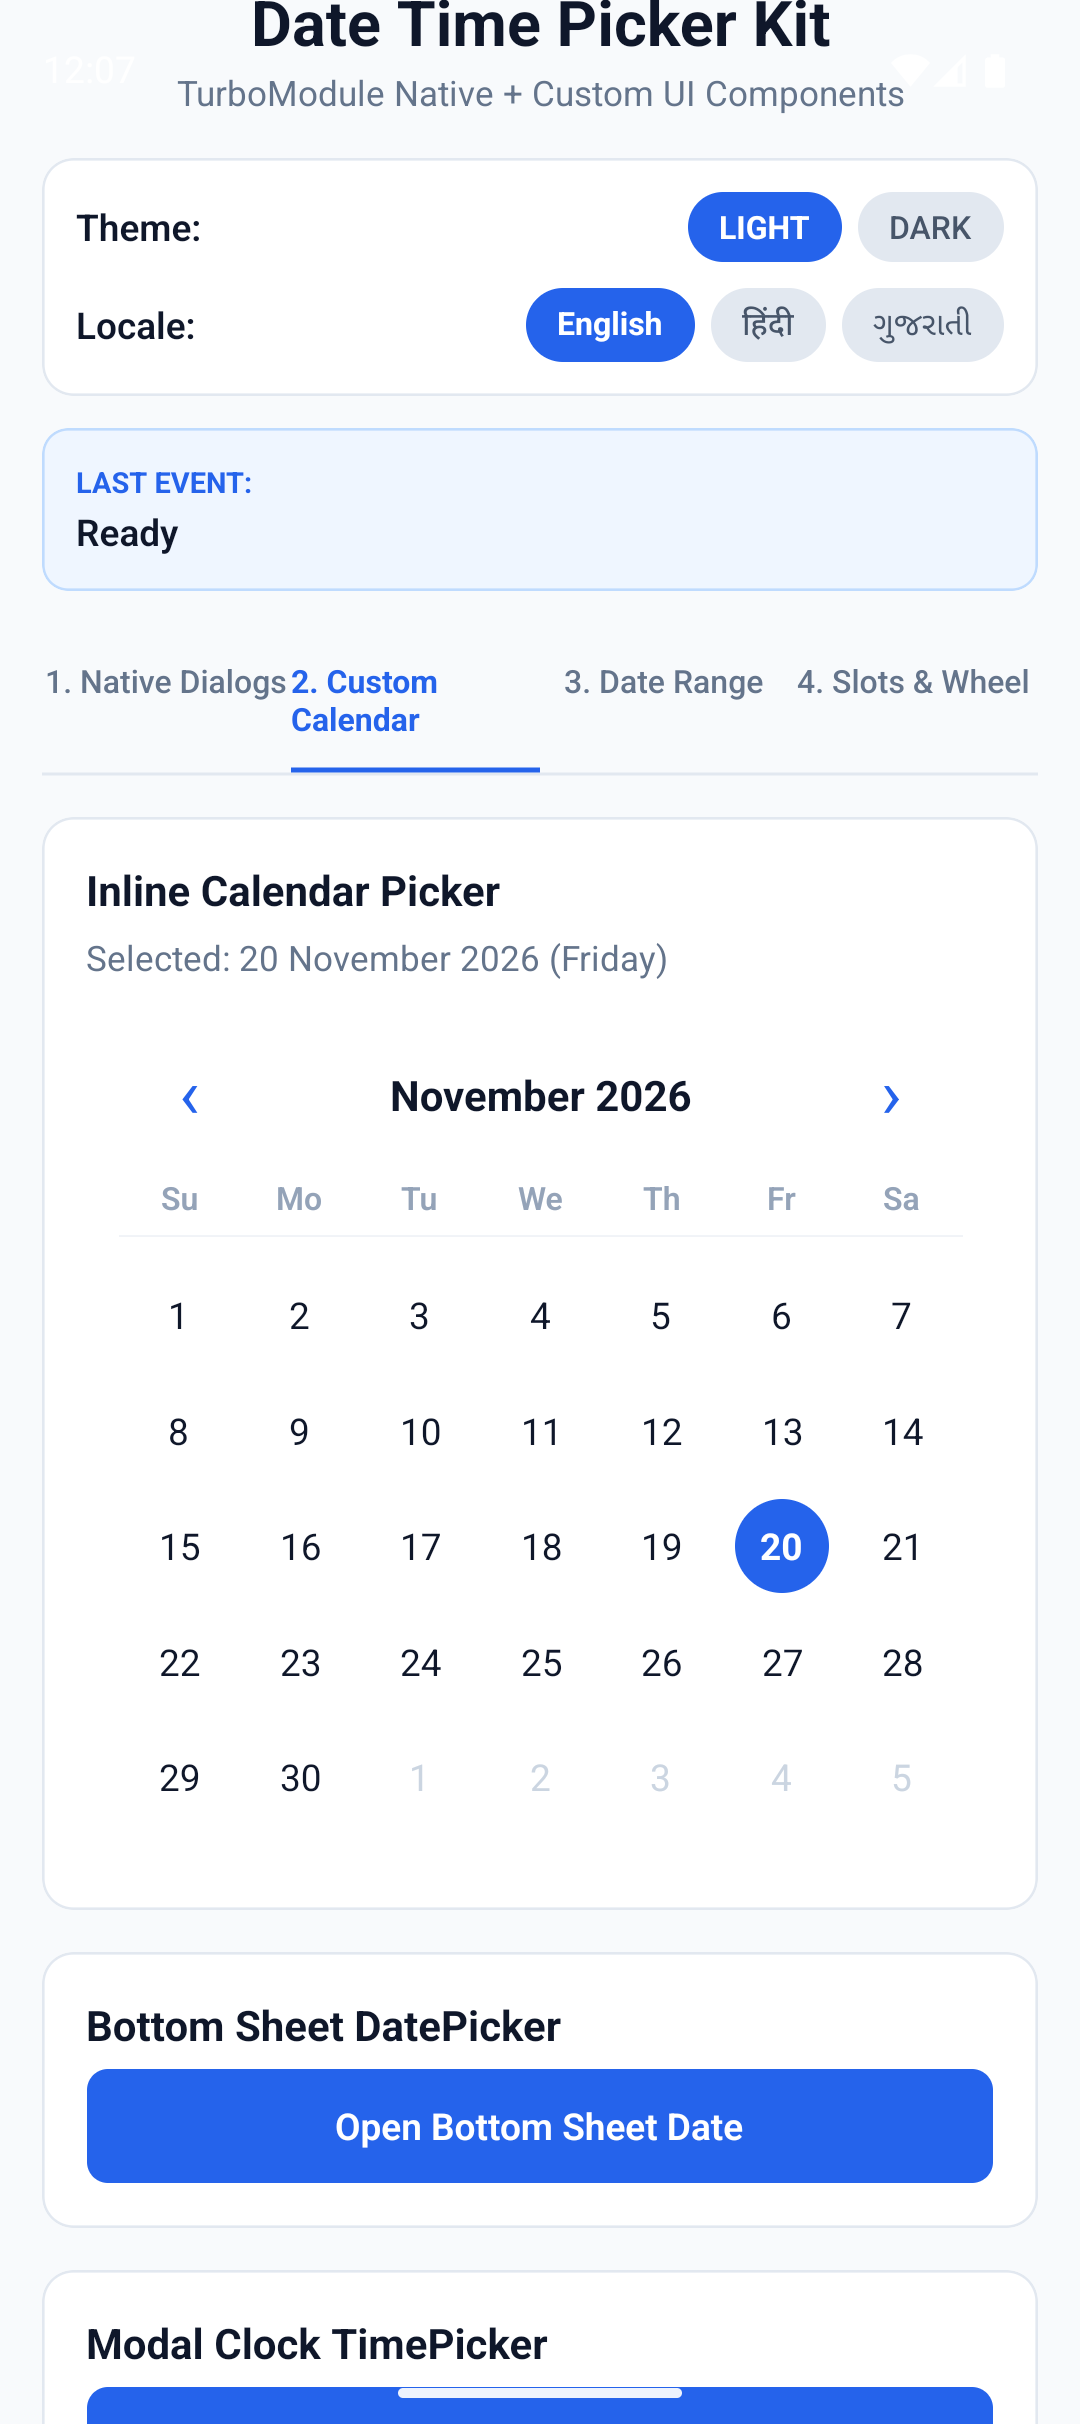 Date Time Picker Kit
12:07
TurboModule Native + Custom UI Components
Theme:
LIGHT
DARK
Locale:
English
हिंदी
ગુજરાતી
LAST EVENT:
Ready
1. Native Dialogs
2. Custom
Calendar
3. Date Range
4. Slots & Wheel
Inline Calendar Picker
Selected: 20 November 2026 (Friday)
‹ November 2026 ›
Su Mo Tu We Th Fr Sa
1 2 3 4 5 6 7
8 9 10 11 12 13 14
15 16 17 18 19 20 21
22 23 24 25 26 27 28
29 30 1 2 3 4 5
Bottom Sheet DatePicker
Open Bottom Sheet Date
Modal Clock TimePicker